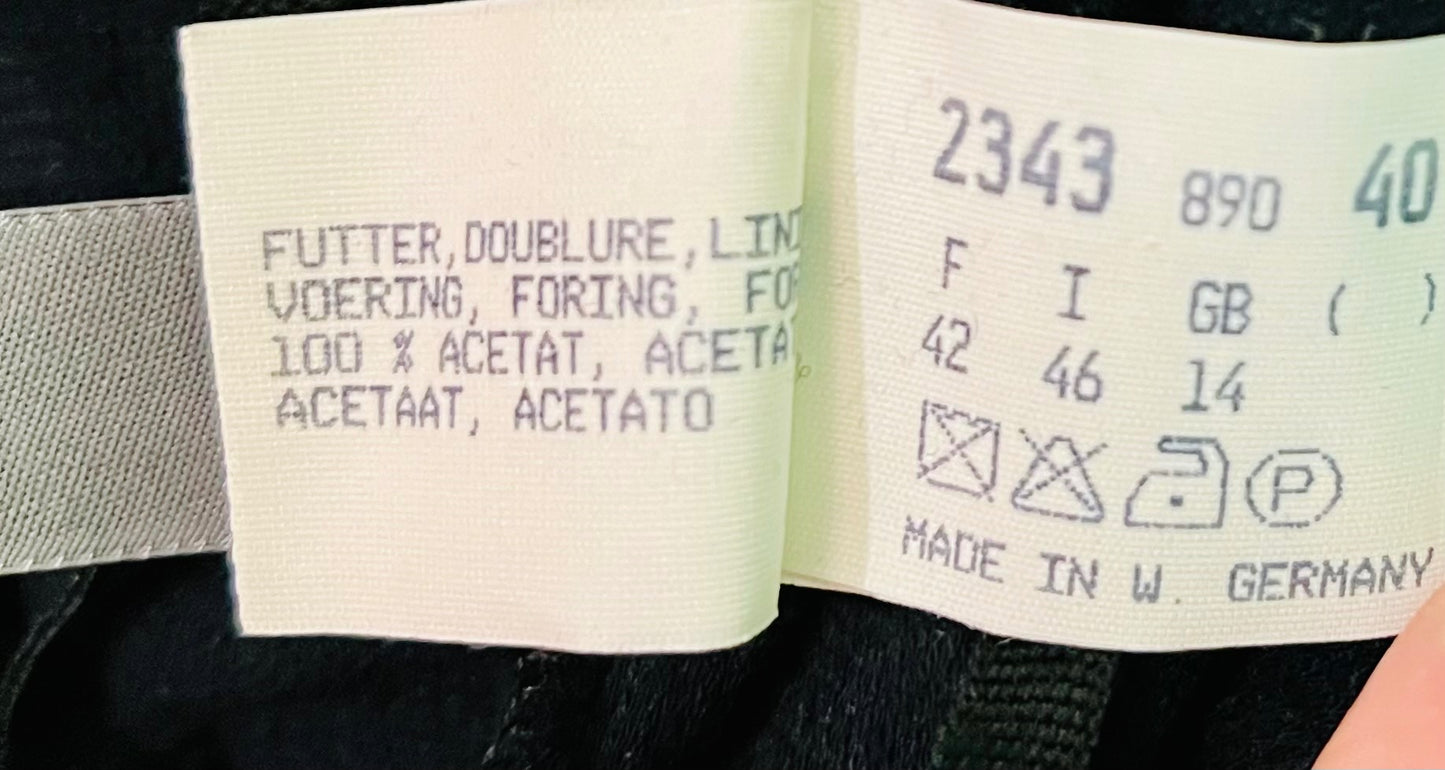 FUTTER, DOUBLURE,
VOERING, FORING,
100 % ACETAT,
ACETAAT, ACETATO
2343 890 40
F I GB ( )
42 46 14
P
MADE IN W. GERMANY